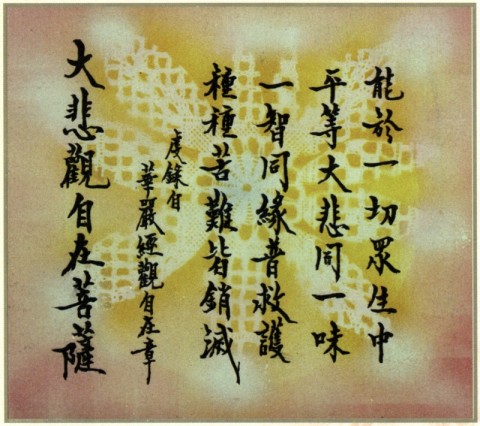 能於一切眾生中
平等大悲同一味
一智同緣普救護
種種苦難皆銷滅
虔錄自
華嚴經觀自在章
大悲觀自在菩薩